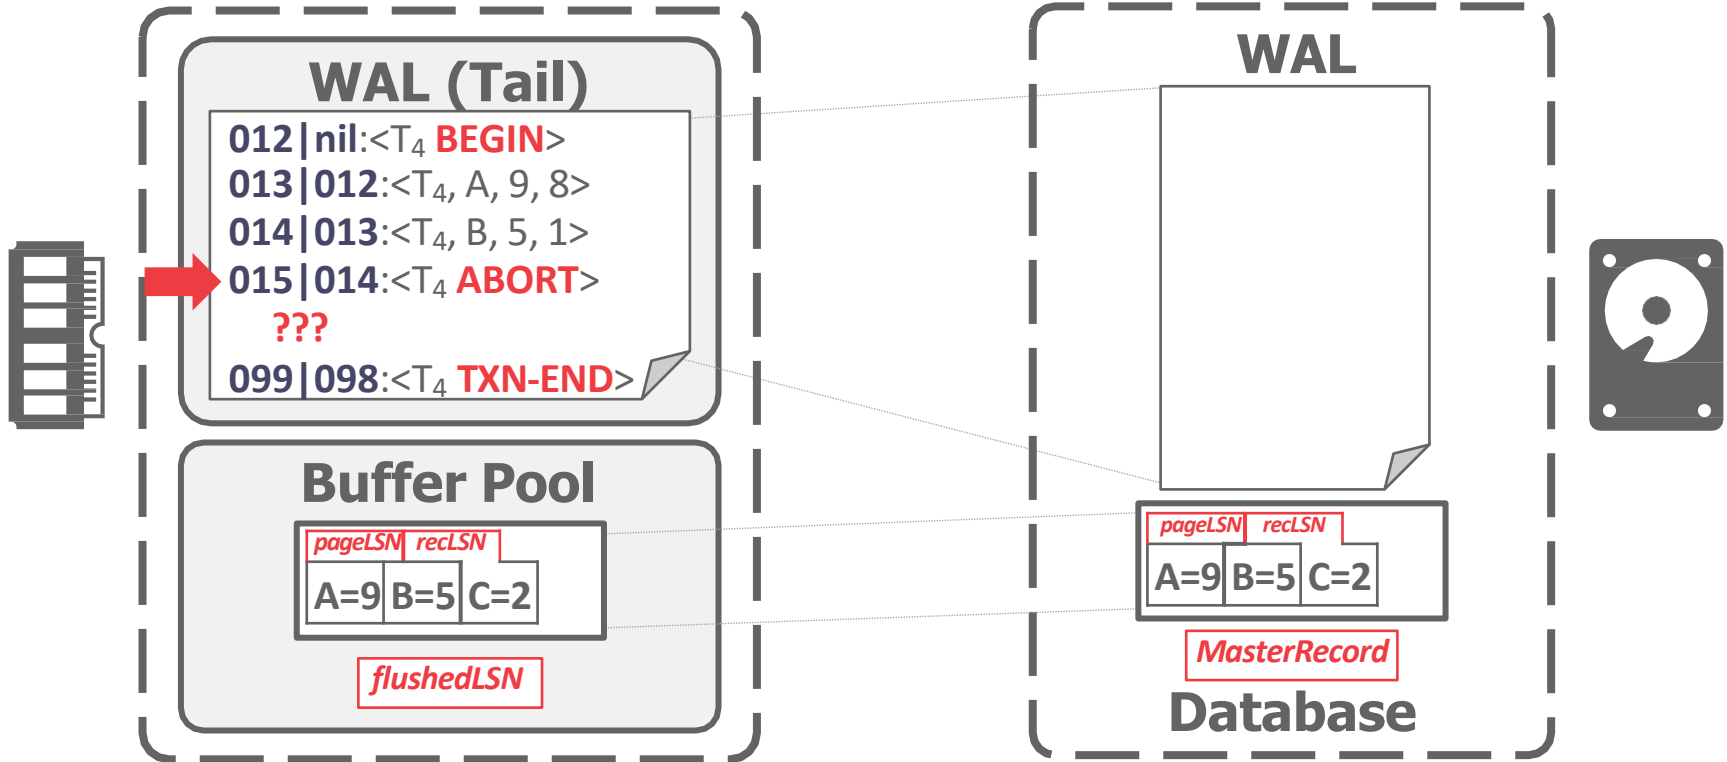 WAL (Tail)
012|nil:<T₄ BEGIN>
013|012:<T₄, A, 9, 8>
014|013:<T₄, B, 5, 1>
015|014:<T₄ ABORT>
???
099|098:<T₄ TXN-END>
Buffer Pool
pageLSN recLSN
A=9 B=5 C=2
flushedLSN
WAL
pageLSN recLSN
A=9 B=5 C=2
MasterRecord
Database